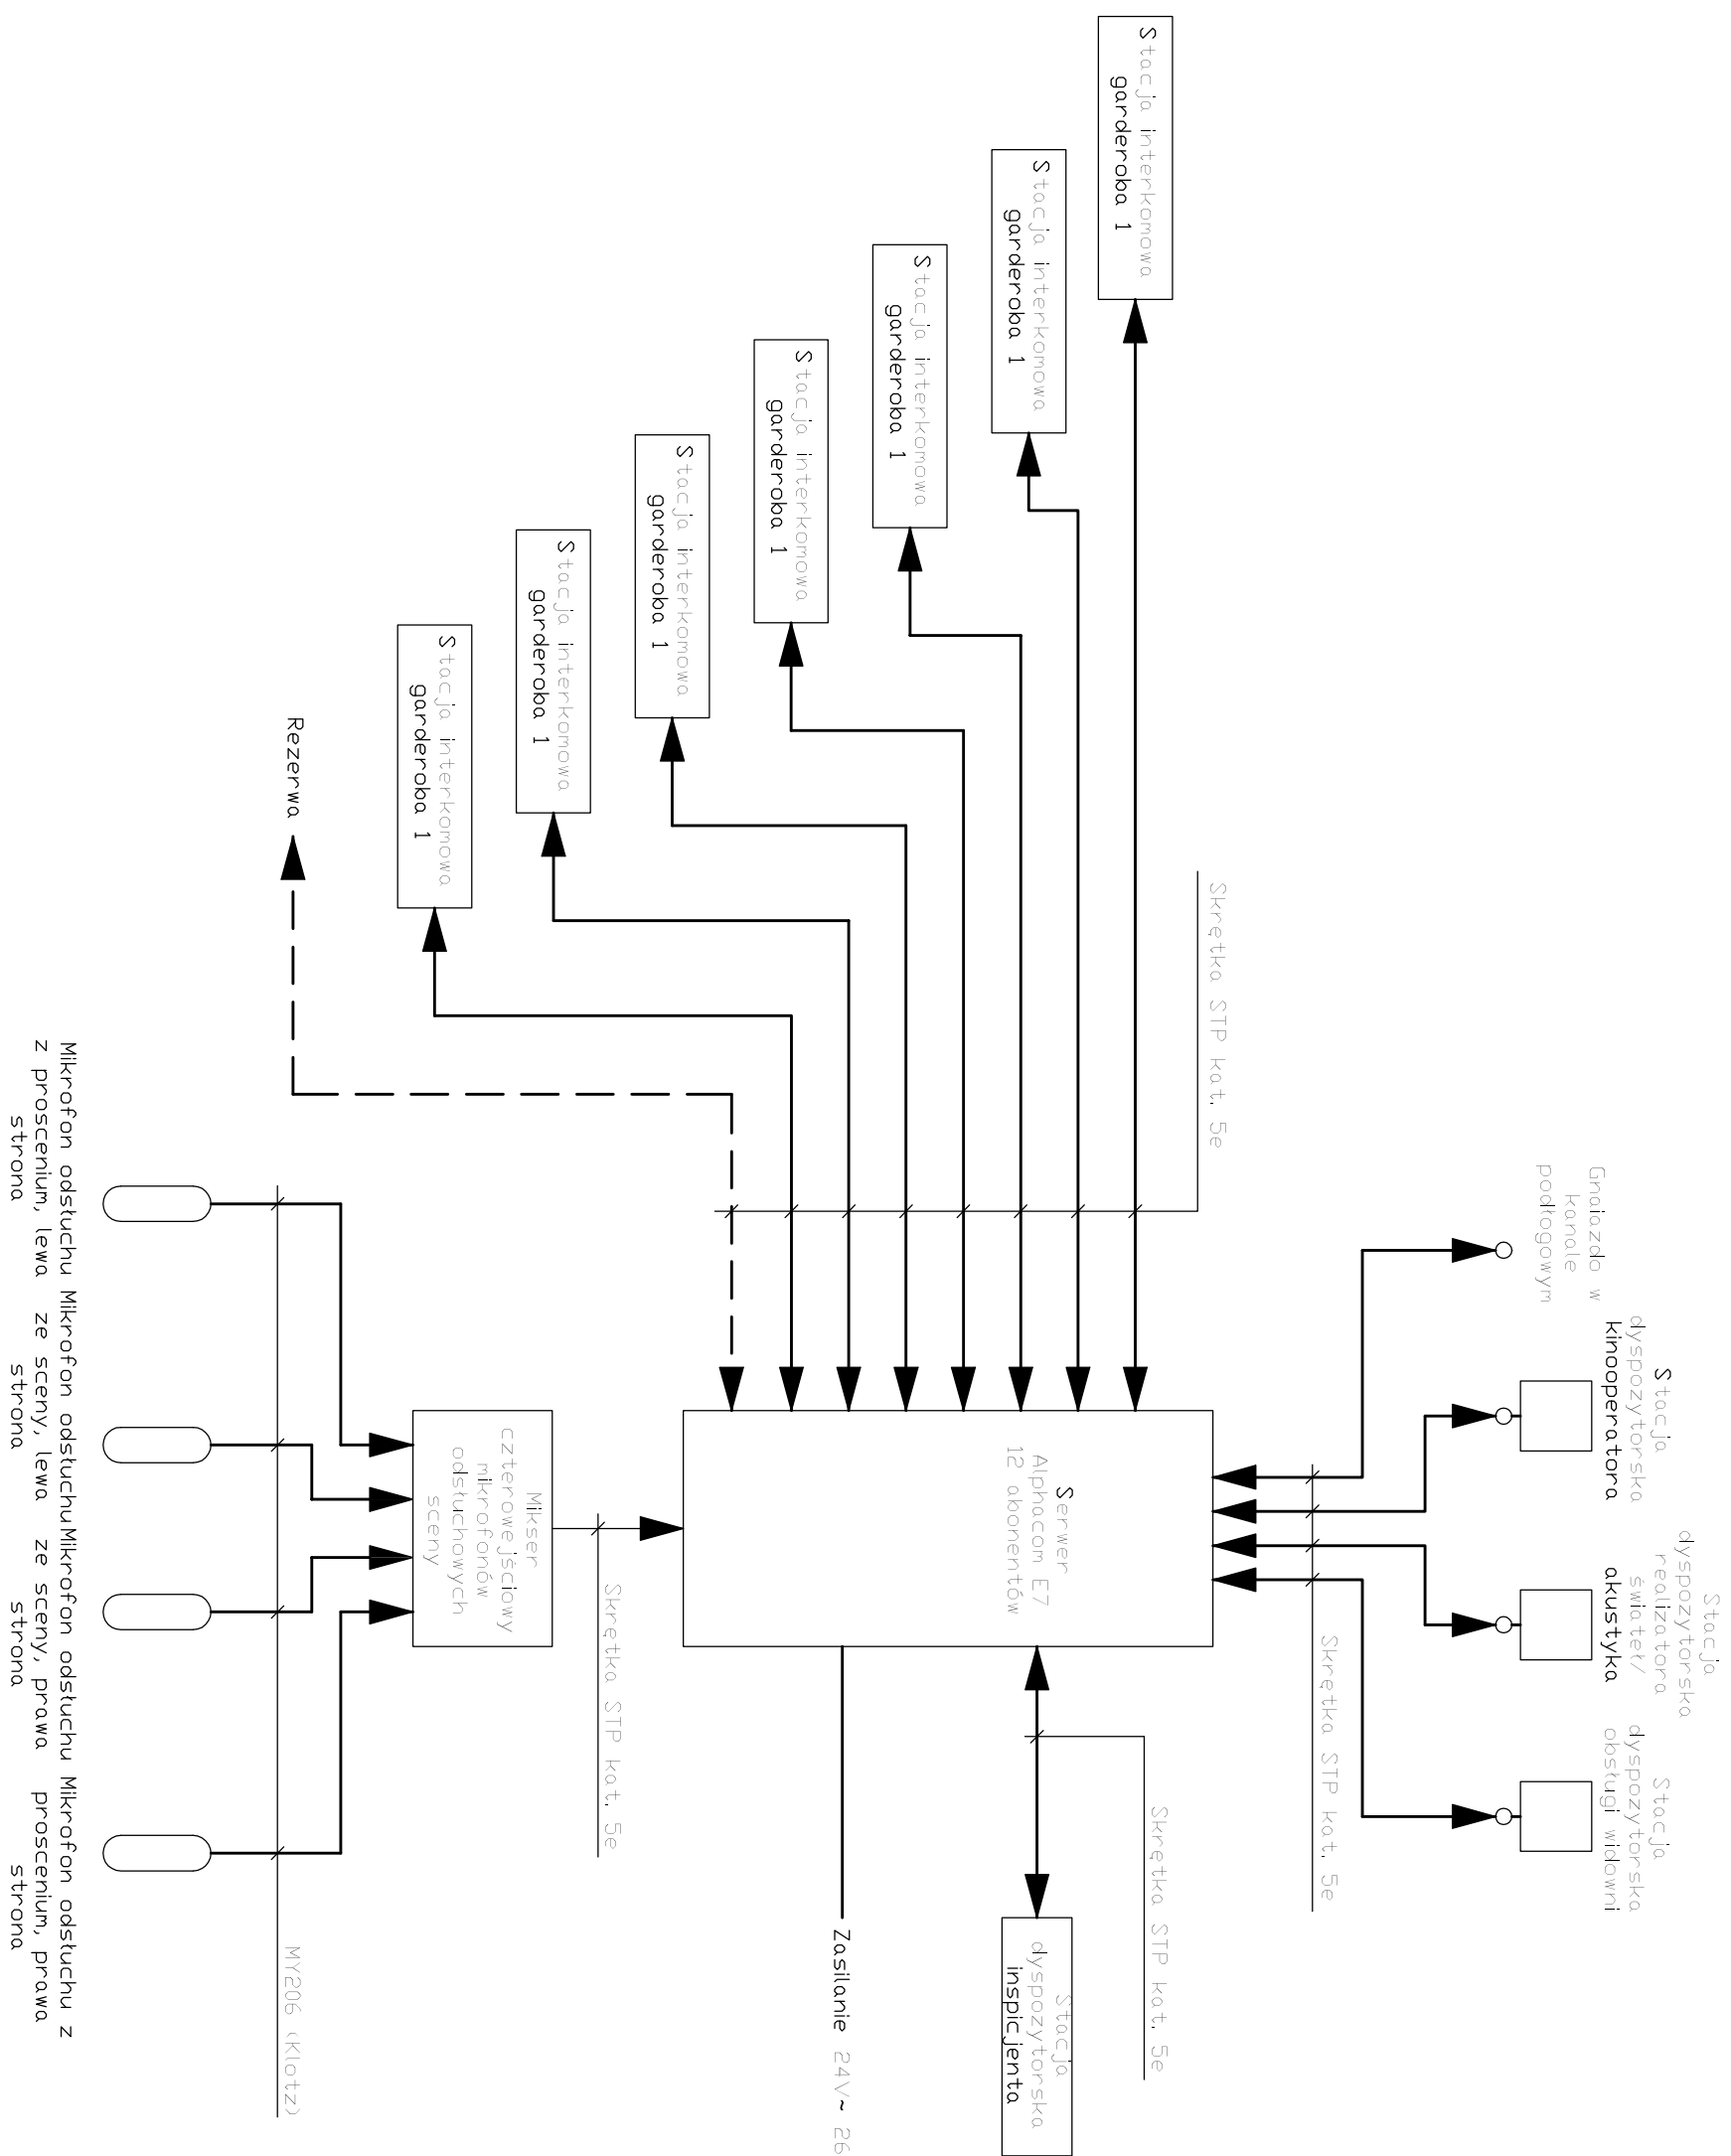 Gnaiazdo w
kanale
podłogowym
Stacja
dyspozytorska
kinooperatora
Stacja
dyspozytorska
realizatora
świateł/
akustyka
Stacja
dyspozytorska
obsługi widowni
Skrętka STP kat. 5e
Skrętka STP kat. 5e
Stacja interkomowa
garderoba 1
Stacja interkomowa
garderoba 1
Stacja interkomowa
garderoba 1
Stacja interkomowa
garderoba 1
Stacja interkomowa
garderoba 1
Stacja interkomowa
garderoba 1
Stacja interkomowa
garderoba 1
Rezerwa
Serwer
Alphacom E7
12 abonentów
Skrętka STP kat. 5e
Stacja
dyspozytorska
inspicjenta
Zasilanie 24V~ 26
Skrętka STP kat. 5e
Mikser
czterowejściowy
mikrofonów
odsłuchowych
sceny
MY206 (Klotz)
Mikrofon odsłuchu
z proscenium, lewa
strona
Mikrofon odsłuchu
ze sceny, lewa
strona
Mikrofon odsłuchu
ze sceny, prawa
strona
Mikrofon odsłuchu z
proscenium, prawa
strona